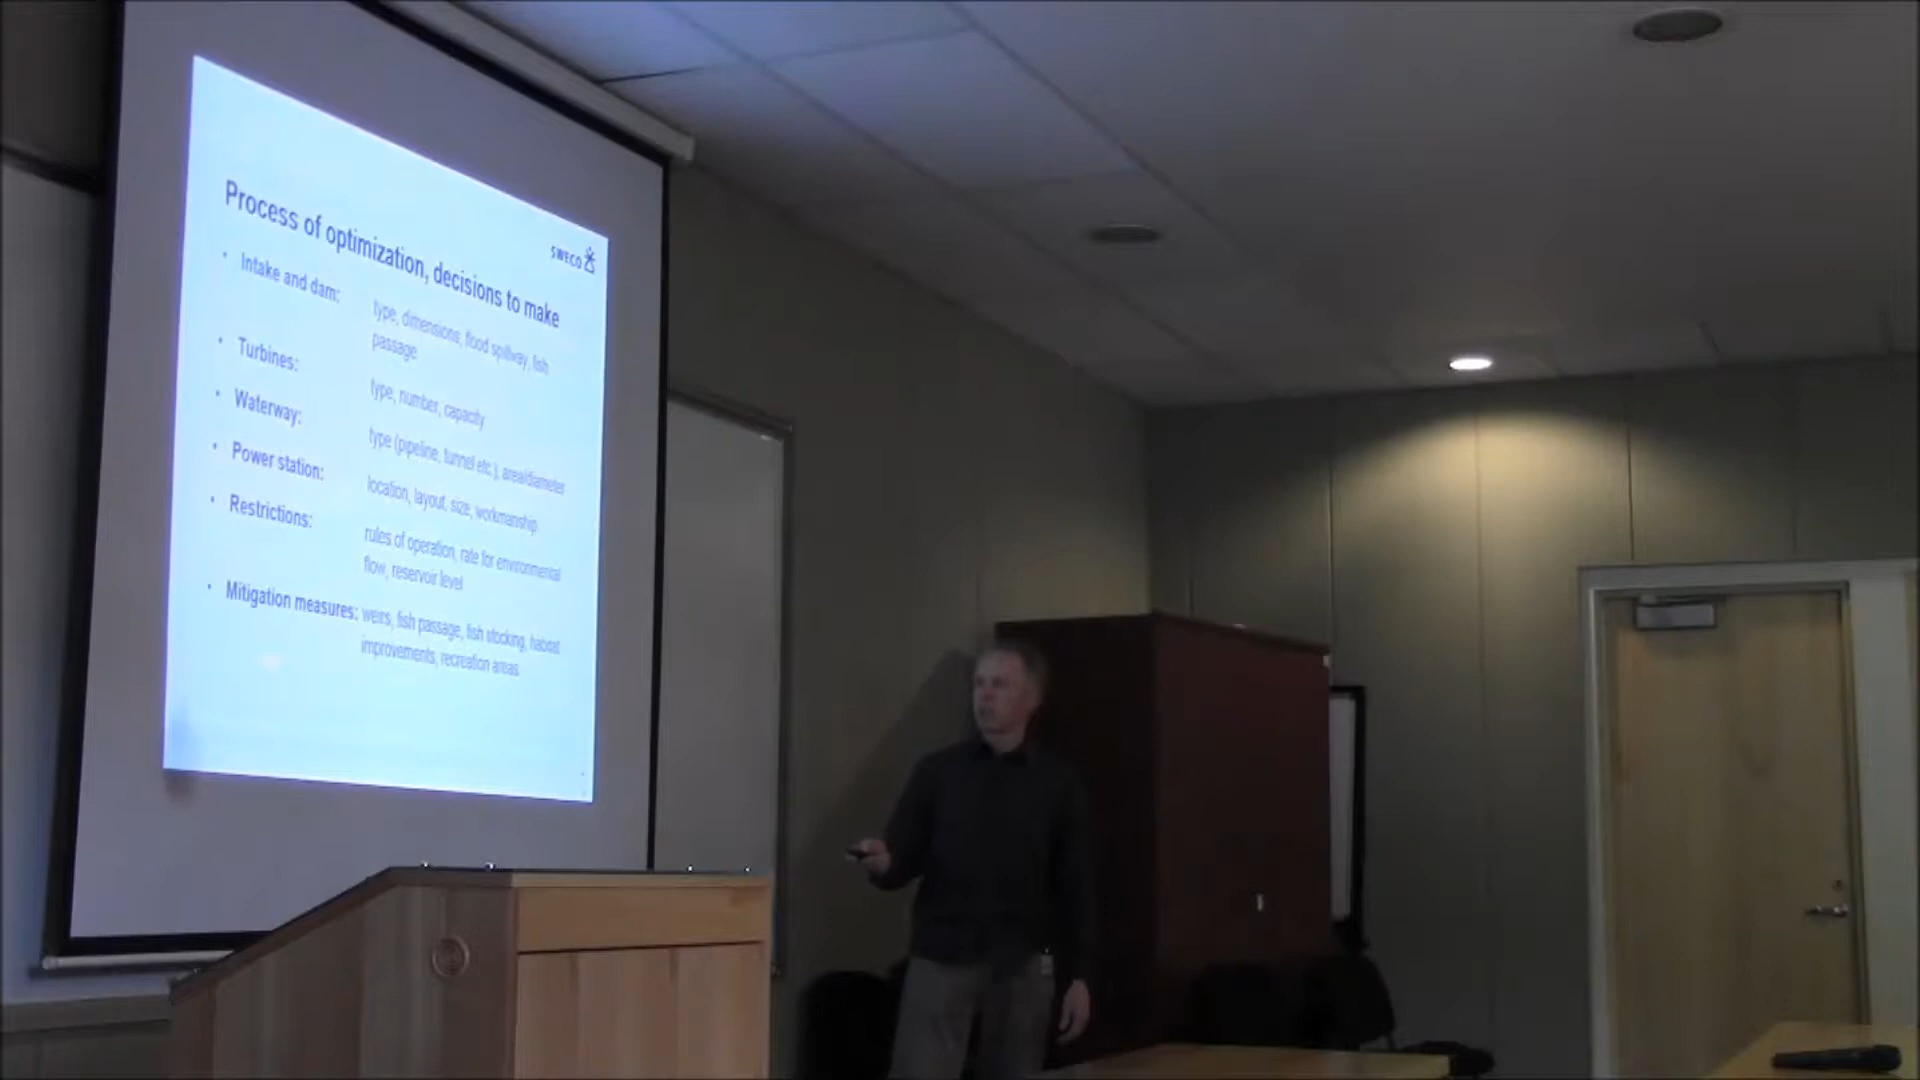 SWECO
Process of optimization, decisions to make
• Intake and dam: type, dimensions, flood spillway, fish
passage
• Turbines: type, number, capacity
• Waterway: type (pipeline, tunnel etc.), area/diameter
• Power station: location, layout, size, workmanship
• Restrictions: rules of operation, rate for environmental
flow, reservoir level
• Mitigation measures: weirs, fish passage, fish stocking, habitat
improvements, recreation areas